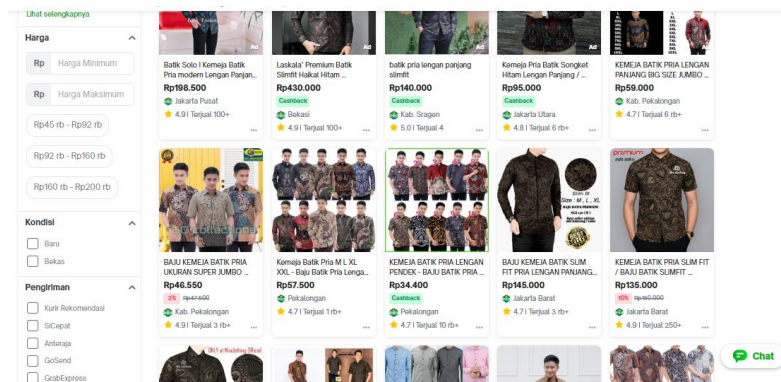 Lihat selengkapnya
Harga
Rp Harga Minimum
Rp Harga Maksimum
Rp45 rb - Rp92 rb
Rp92 rb - Rp160 rb
Rp160 rb - Rp200 rb
Kondisi
Baru
Bekas
Pengiriman
Kurir Rekomendasi
SiCepat
Anteraja
GoSend
GrabExpress
Ad
Batik Solo I Kemeja Batik
Pria modern Lengan Panjan...
Rp198.500
Jakarta Pusat
4.9 | Terjual 100+
Ad
Laskala' Premium Batik
Slimfit Haikal Hitam ...
Rp430.000
Cashback
Bekasi
4.9 | Terjual 100+
Ad
batik pria lengan panjang
slimfit
Rp140.000
Cashback
Kab. Sragen
5.0 | Terjual 4
Ad
Kemeja Pria Batik Songket
Hitam Lengan Panjang / ...
Rp95.000
Cashback
Jakarta Utara
4.8 | Terjual 6 rb+
Ad
KEMEJA BATIK PRIA LENGAN
PANJANG BIG SIZE JUMBO ...
Rp59.000
Kab. Pekalongan
4.7 | Terjual 6 rb+
BAJU KEMEJA BATIK PRIA
UKURAN SUPER JUMBO ...
Rp46.550
2% Rp47.500
Kab. Pekalongan
4.9 | Terjual 3 rb+
Kemeja Batik Pria M L XL
XXL - Baju Batik Pria Lenga...
Rp57.500
Pekalongan
4.7 | Terjual 1 rb+
KEMEJA BATIK PRIA LENGAN
PENDEK - BAJU BATIK PRIA ...
Rp34.400
Cashback
Pekalongan
4.7 | Terjual 10 rb+
Size : M, L, XL
BAJU KEMEJA BATIK SLIM
FIT PRIA LENGAN PANJANG...
Rp145.000
Jakarta Barat
4.7 | Terjual 3 rb+
premium
KEMEJA BATIK PRIA SLIM FIT
/ BAJU BATIK SLIMFIT ...
Rp135.000
10% Rp150.000
Jakarta Barat
4.9 | Terjual 250+
Chat